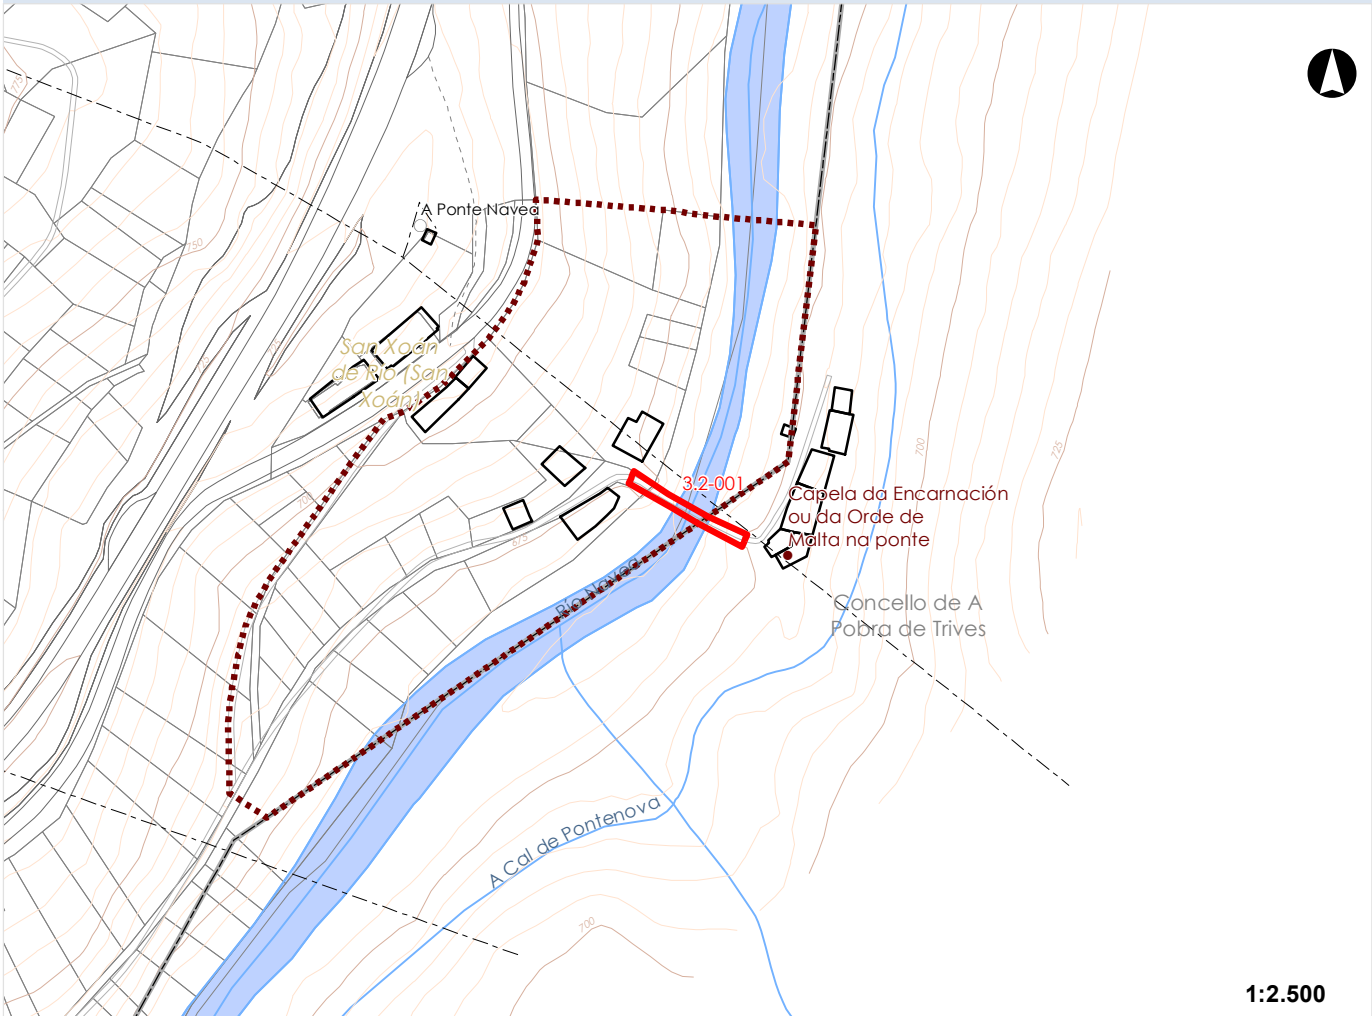 775
A Ponte Navea
750
San Xoán
de Río (San
Xoán)
700
725
3.2-001
Capela da Encarnación
ou da Orde de
Malta na ponte
675
Río Navea
Concello de A
Pobra de Trives
A Cal de Pontenova
700
1:2.500